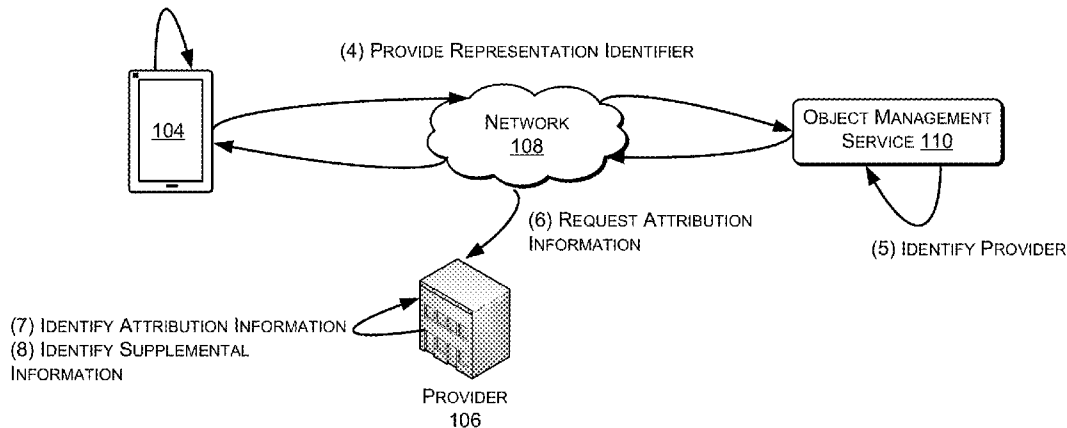 (4) PROVIDE REPRESENTATION IDENTIFIER
104
NETWORK
108
OBJECT MANAGEMENT
SERVICE 110
(6) REQUEST ATTRIBUTION
INFORMATION
(5) IDENTIFY PROVIDER
(7) IDENTIFY ATTRIBUTION INFORMATION
(8) IDENTIFY SUPPLEMENTAL
INFORMATION
PROVIDER
106